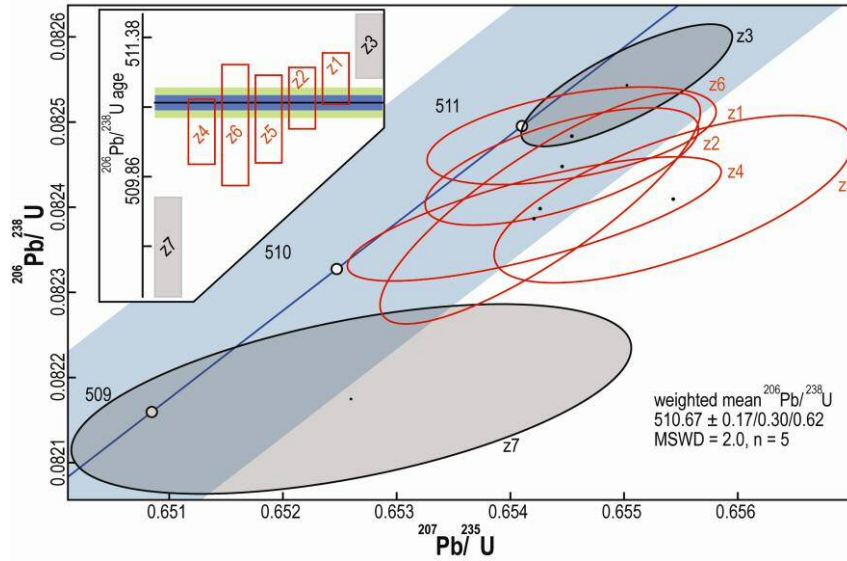 0.08226
0.0825
0.0824
0.0823
0.0822
0.0821
206Pb/238U
511.38
509.86
206Pb/238U age
z4
z6
z5
z2
z1
z3
z7
511
510
509
z3
z6
z1
z2
z4
z7
weighted mean 206Pb/238U
510.67 ± 0.17/0.30/0.62
MSWD = 2.0, n = 5
0.651
0.652
0.653
0.654
0.655
0.656
207Pb/235U